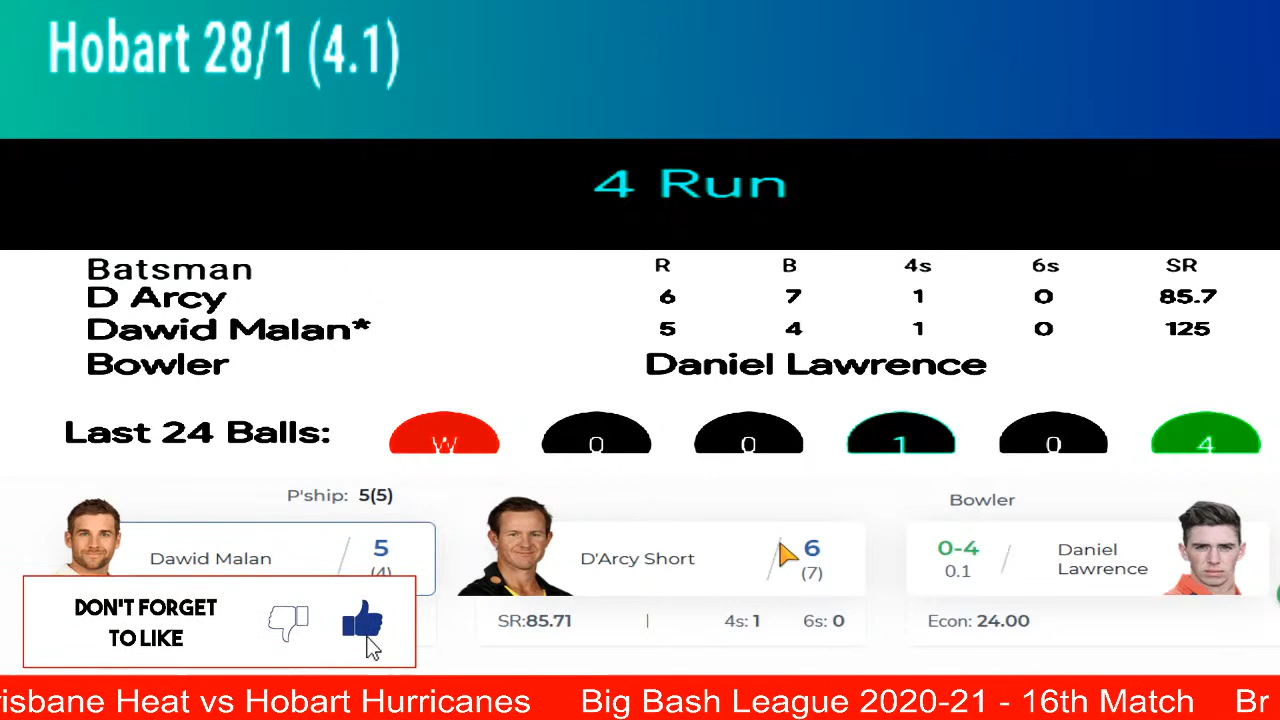 Hobart 28/1 (4.1)
4 Run
Batsman R B 4s 6s SR
D Arcy 6 7 1 0 85.7
Dawid Malan* 5 4 1 0 125
Bowler Daniel Lawrence
Last 24 Balls: W 0 0 1 0 4
P'ship: 5(5)
Dawid Malan 5
(4)
D'Arcy Short 6
(7)
SR:85.71 | 4s: 1 6s: 0
Bowler
0-4
0.1
Daniel
Lawrence
Econ: 24.00
DON'T FORGET
TO LIKE
risbane Heat vs Hobart Hurricanes Big Bash League 2020-21 - 16th Match Br